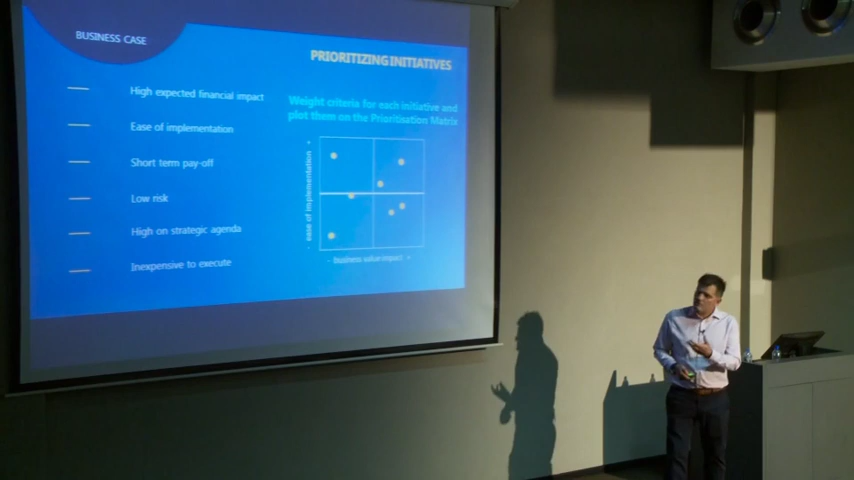 BUSINESS CASE
PRIORITIZING INITIATIVES
High expected financial impact
Ease of implementation
Short term pay-off
Low risk
High on strategic agenda
Inexpensive to execute
Weight criteria for each initiative and
plot them on the Prioritisation Matrix
- ease of implementation +
- business value impact +